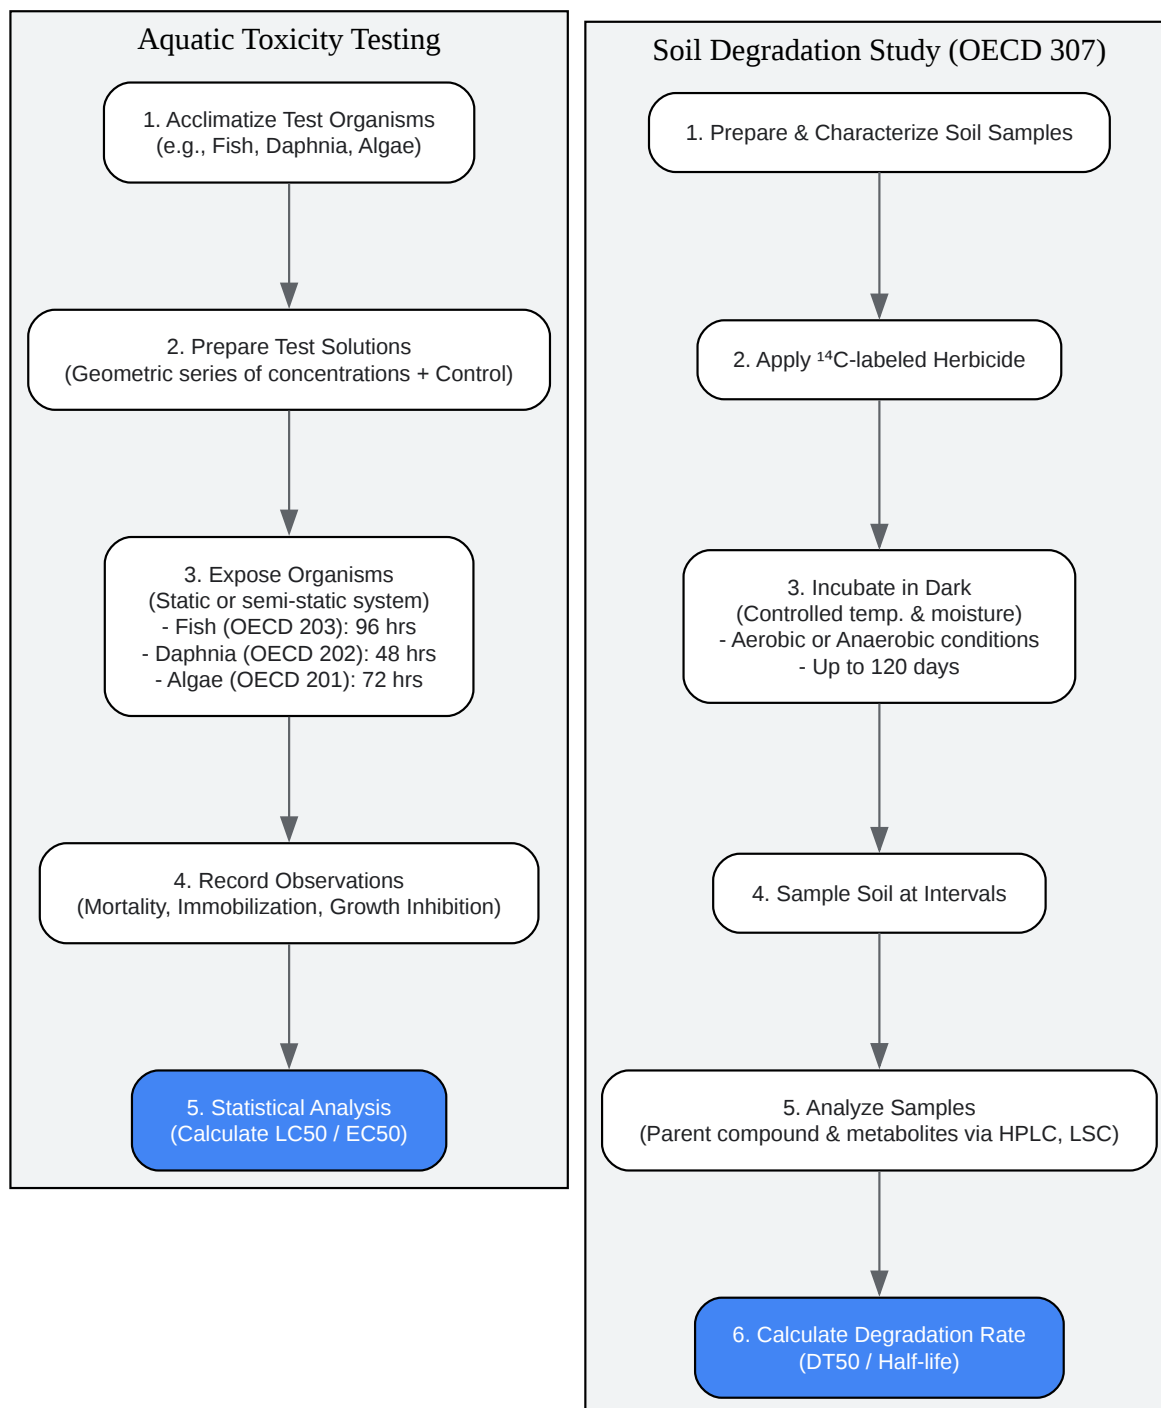 Aquatic Toxicity Testing
1. Acclimatize Test Organisms
(e.g., Fish, Daphnia, Algae)
2. Prepare Test Solutions
(Geometric series of concentrations + Control)
3. Expose Organisms
(Static or semi-static system)
- Fish (OECD 203): 96 hrs
- Daphnia (OECD 202): 48 hrs
- Algae (OECD 201): 72 hrs
4. Record Observations
(Mortality, Immobilization, Growth Inhibition)
5. Statistical Analysis
(Calculate LC50 / EC50)
Soil Degradation Study (OECD 307)
1. Prepare & Characterize Soil Samples
2. Apply ¹⁴C-labeled Herbicide
3. Incubate in Dark
(Controlled temp. & moisture)
- Aerobic or Anaerobic conditions
- Up to 120 days
4. Sample Soil at Intervals
5. Analyze Samples
(Parent compound & metabolites via HPLC, LSC)
6. Calculate Degradation Rate
(DT50 / Half-life)